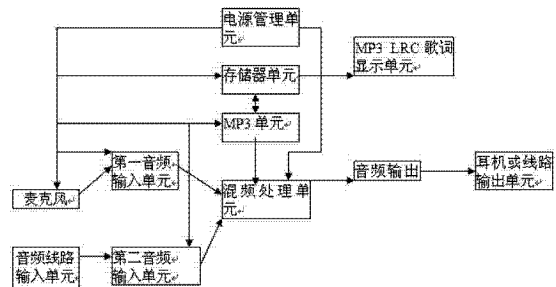 电源管理单
元
MP3 LRC 歌词
显示单元
存储器单元
MP3 单元
第一音频
输入单元
混频处理单
元
音频输出
耳机或线路
输出单元
麦克风
音频线路
输入单元
第二音频
输入单元